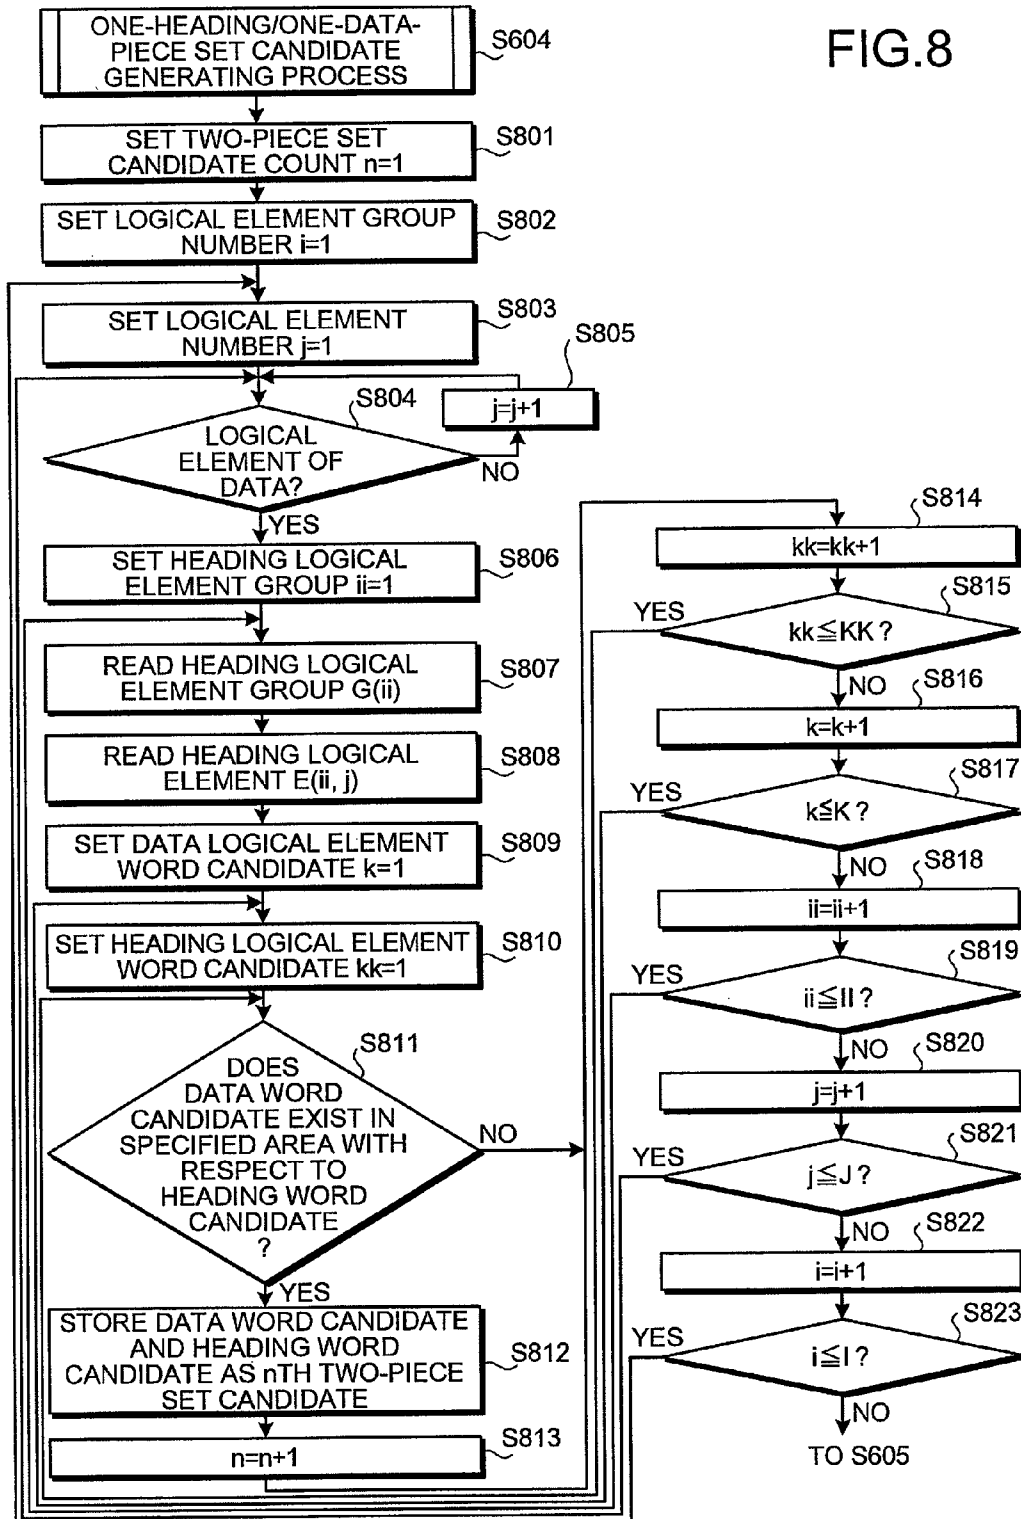 FIG.8
ONE-HEADING/ONE-DATA-
PIECE SET CANDIDATE
GENERATING PROCESS
S604
SET TWO-PIECE SET
CANDIDATE COUNT n=1
S801
SET LOGICAL ELEMENT GROUP
NUMBER i=1
S802
SET LOGICAL ELEMENT
NUMBER j=1
S803
S805
j=j+1
S804
LOGICAL
ELEMENT OF
DATA?
NO
YES
SET HEADING LOGICAL
ELEMENT GROUP ii=1
S806
READ HEADING LOGICAL
ELEMENT GROUP G(ii)
S807
READ HEADING LOGICAL
ELEMENT E(ii, j)
S808
SET DATA LOGICAL ELEMENT
WORD CANDIDATE k=1
S809
SET HEADING LOGICAL ELEMENT
WORD CANDIDATE kk=1
S810
S811
DOES
DATA WORD
CANDIDATE EXIST IN
SPECIFIED AREA WITH
RESPECT TO
HEADING WORD
CANDIDATE
?
NO
YES
STORE DATA WORD CANDIDATE
AND HEADING WORD
CANDIDATE AS nTH TWO-PIECE
SET CANDIDATE
S812
n=n+1
S813
S814
kk=kk+1
S815
YES
kk≦KK?
NO
S816
k=k+1
S817
YES
k≦K?
NO
S818
ii=ii+1
S819
YES
ii≦II?
NO
S820
j=j+1
S821
YES
j≦J?
NO
S822
i=i+1
S823
YES
i≦I?
NO
TO S605